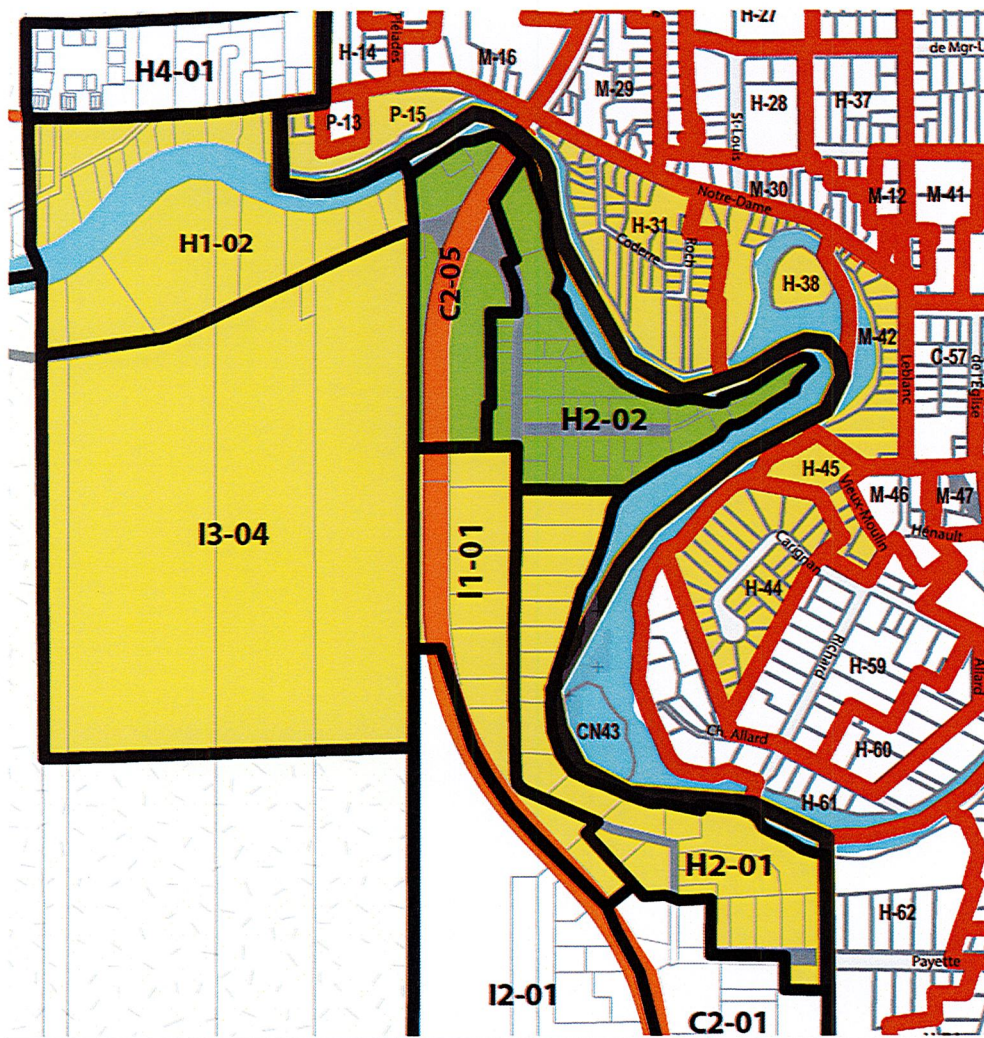 H-27
Pléiades
H-14
M-16
de Mgr-L
H4-01
M-29
H-28
H-37
P-13
P-15
St-Louis
M-30
M-12
M-41
Notre-Dame
H-31
Roch
Coderre
H1-02
C2-05
H-38
M-42
C-57
Leblanc
de l'Église
H2-02
H-45
Vieux-Moulin
M-46
M-47
Hénault
I3-04
I1-01
Carignan
H-44
Richard
H-59
Allard
CN43
Ch. Allard
H-60
H-61
H2-01
H-62
Payette
I2-01
C2-01